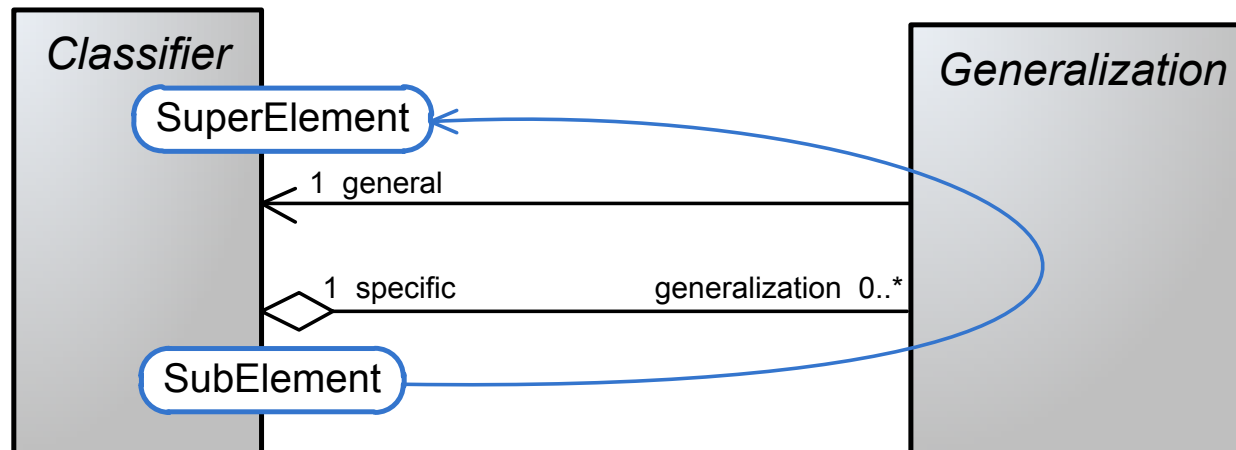 Classifier
Generalization
SuperElement
1 general
1 specific
generalization 0..*
SubElement